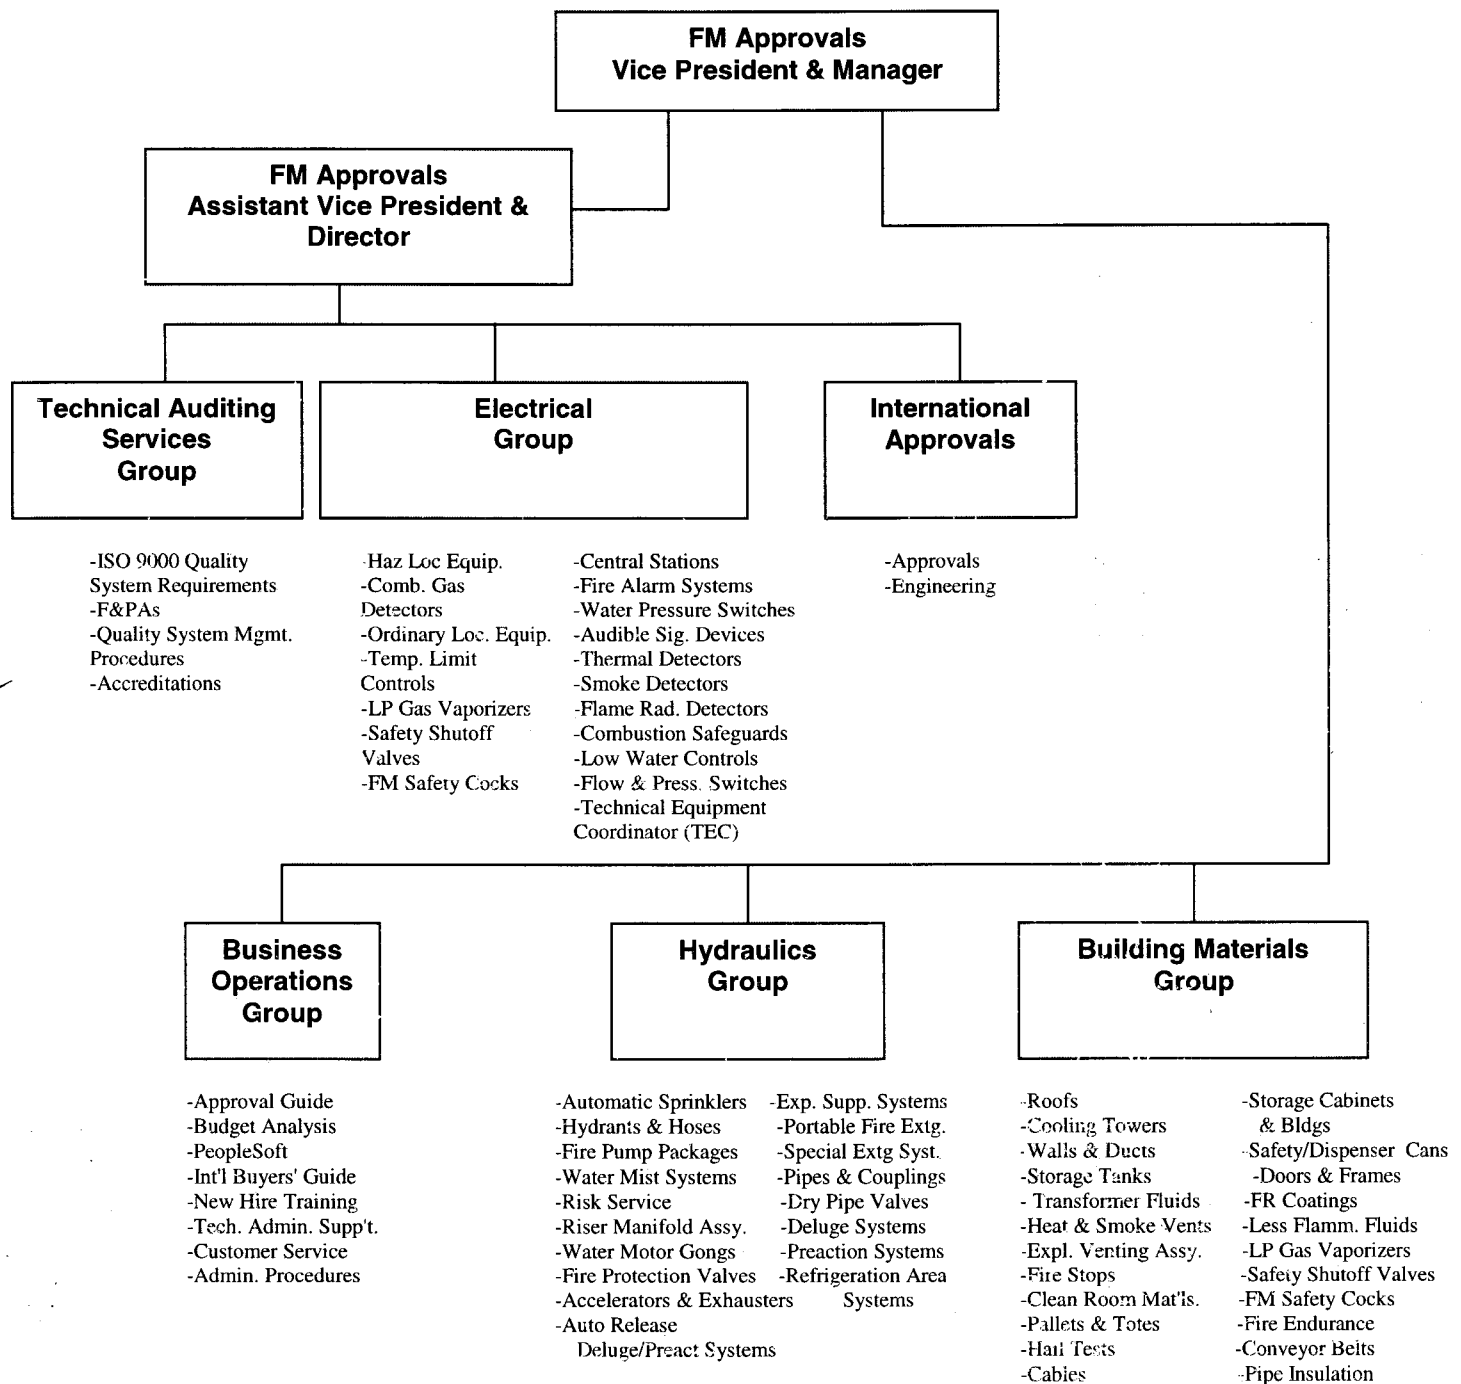 FM Approvals
Vice President & Manager
FM Approvals
Assistant Vice President &
Director
Technical Auditing
Services
Group
Electrical
Group
International
Approvals
-ISO 9000 Quality
System Requirements
-F&PAs
-Quality System Mgmt.
Procedures
-Accreditations
-Haz Loc Equip.
-Comb. Gas
Detectors
-Ordinary Loc. Equip.
-Temp. Limit
Controls
-LP Gas Vaporizers
-Safety Shutoff
Valves
-FM Safety Cocks
-Central Stations
-Fire Alarm Systems
-Water Pressure Switches
-Audible Sig. Devices
-Thermal Detectors
-Smoke Detectors
-Flame Rad. Detectors
-Combustion Safeguards
-Low Water Controls
-Flow & Press. Switches
-Technical Equipment
Coordinator (TEC)
-Approvals
-Engineering
Business
Operations
Group
Hydraulics
Group
Building Materials
Group
-Approval Guide
-Budget Analysis
-PeopleSoft
-Int'l Buyers' Guide
-New Hire Training
-Tech. Admin. Supp't.
-Customer Service
-Admin. Procedures
-Automatic Sprinklers
-Hydrants & Hoses
-Fire Pump Packages
-Water Mist Systems
-Risk Service
-Riser Manifold Assy.
-Water Motor Gongs
-Fire Protection Valves
-Accelerators & Exhausters
-Auto Release
Deluge/Preact Systems
-Exp. Supp. Systems
-Portable Fire Extg.
-Special Extg Syst.
-Pipes & Couplings
-Dry Pipe Valves
-Deluge Systems
-Preaction Systems
-Refrigeration Area
Systems
-Roofs
-Cooling Towers
-Walls & Ducts
-Storage Tanks
- Transformer Fluids
-Heat & Smoke Vents
-Expl. Venting Assy.
-Fire Stops
-Clean Room Mat'ls.
-Pallets & Totes
-Hail Tests
-Cables
-Storage Cabinets
& Bldgs
-Safety/Dispenser Cans
-Doors & Frames
-FR Coatings
-Less Flamm. Fluids
-LP Gas Vaporizers
-Safety Shutoff Valves
-FM Safety Cocks
-Fire Endurance
-Conveyor Belts
-Pipe Insulation